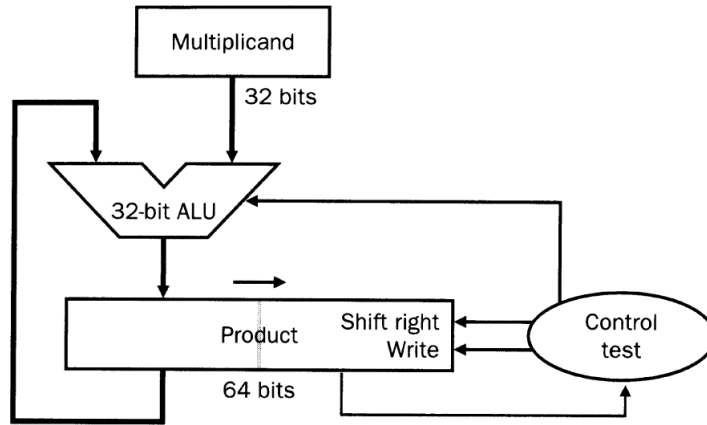 Multiplicand
32 bits
32-bit ALU
Product
Shift right
Write
64 bits
Control
test